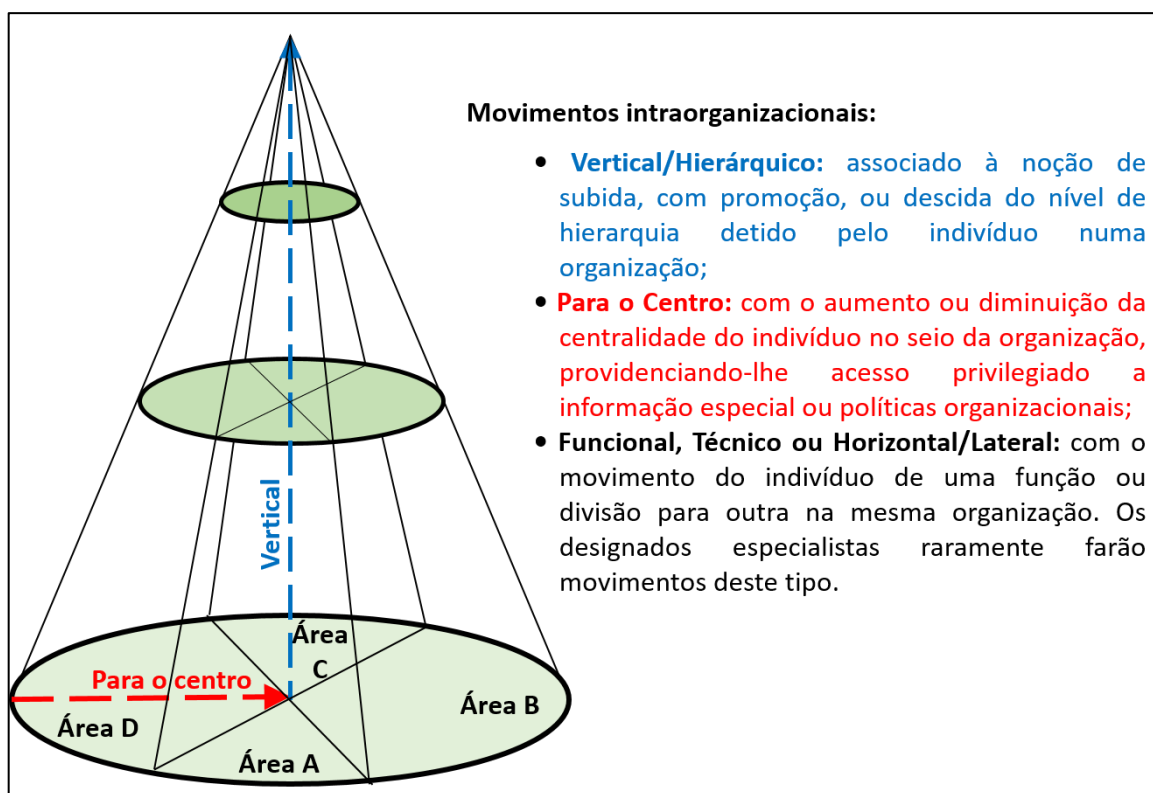 Movimentos intraorganizacionais:
• Vertical/Hierárquico: associado à noção de
subida, com promoção, ou descida do nível de
hierarquia detido pelo indivíduo numa
organização;
• Para o Centro: com o aumento ou diminuição da
centralidade do indivíduo no seio da organização,
providenciando-lhe acesso privilegiado a
informação especial ou políticas organizacionais;
• Funcional, Técnico ou Horizontal/Lateral: com o
movimento do indivíduo de uma função ou
divisão para outra na mesma organização. Os
designados especialistas raramente farão
movimentos deste tipo.
Vertical
Área
C
Para o centro
Área B
Área D
Área A